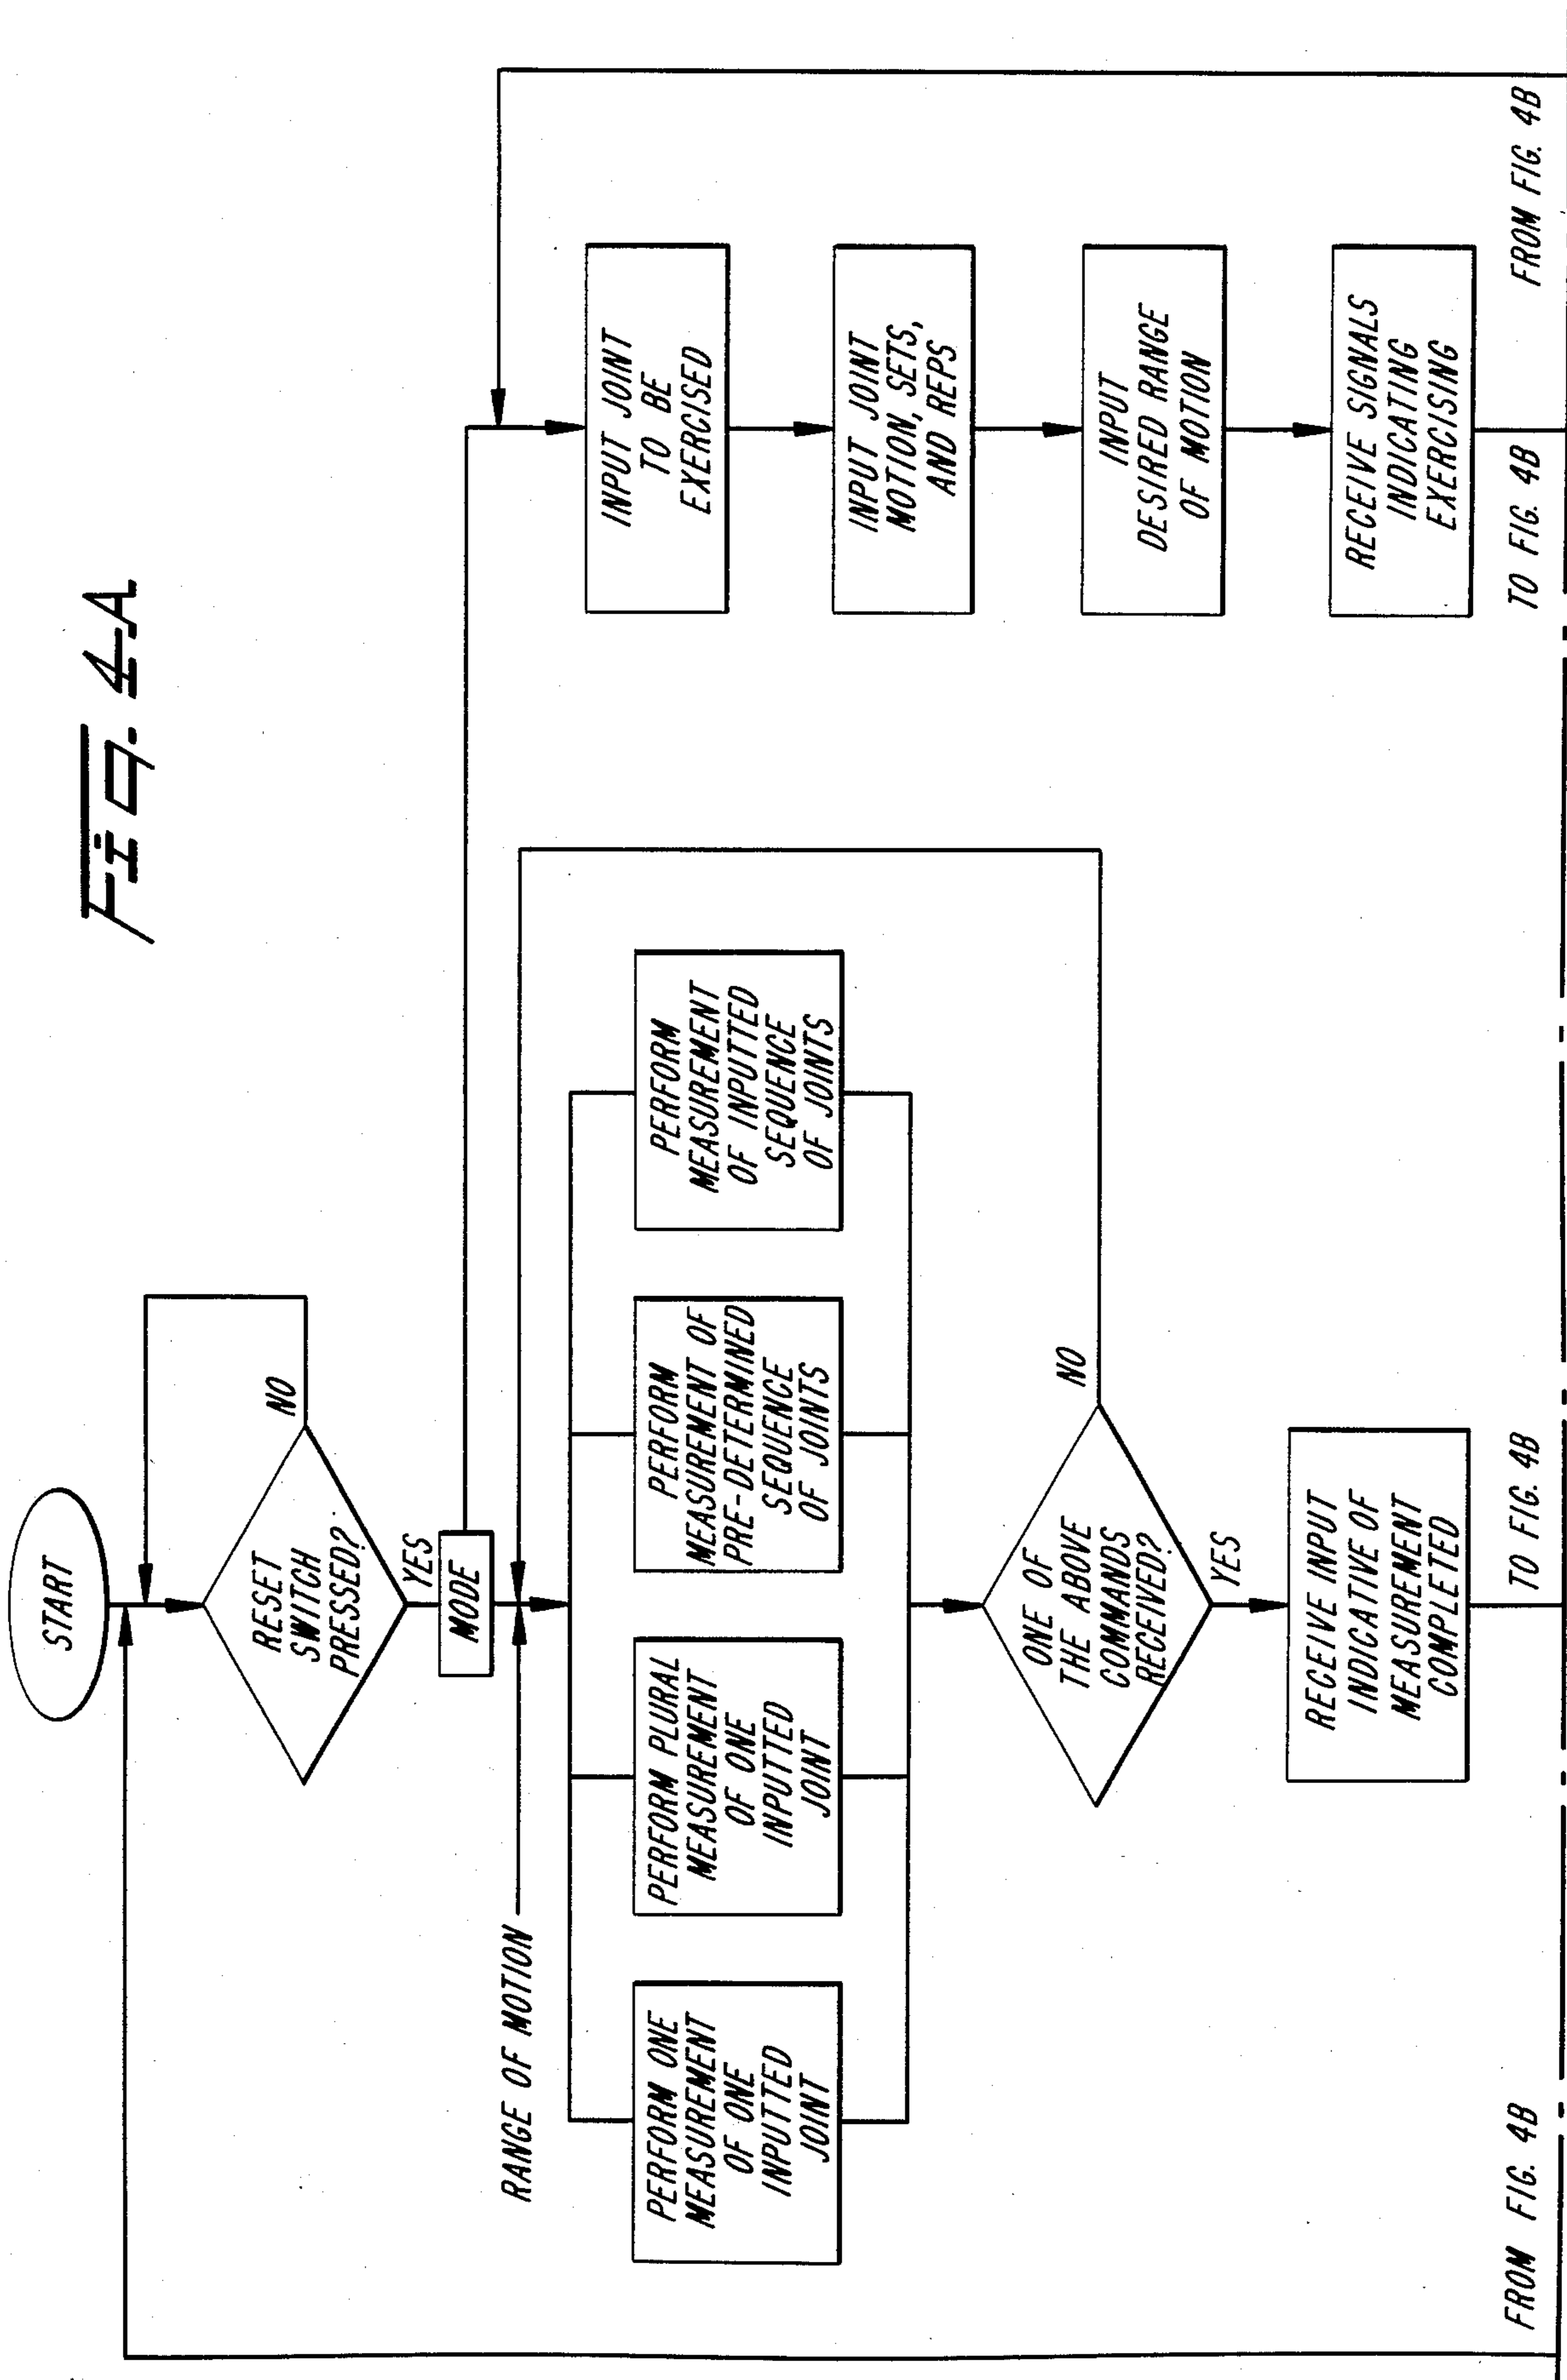 FIG. 4A
START
RESET
SWITCH
PRESSED?
NO
YES
MODE
RANGE OF MOTION
PERFORM ONE
MEASUREMENT
OF ONE
INPUTTED
JOINT
PERFORM PLURAL
MEASUREMENT
OF ONE
INPUTTED
JOINT
PERFORM
MEASUREMENT OF
PRE-DETERMINED
SEQUENCE
OF JOINTS
PERFORM
MEASUREMENT
OF INPUTTED
SEQUENCE
OF JOINTS
ONE OF
THE ABOVE
COMMANDS
RECEIVED?
NO
YES
RECEIVE INPUT
INDICATIVE OF
MEASUREMENT
COMPLETED
INPUT JOINT
TO BE
EXERCISED
INPUT JOINT
MOTION, SETS,
AND REPS
INPUT
DESIRED RANGE
OF MOTION
RECEIVE SIGNALS
INDICATING
EXERCISING
FROM FIG. 4B
TO FIG. 4B
TO FIG. 4B
FROM FIG. 4B